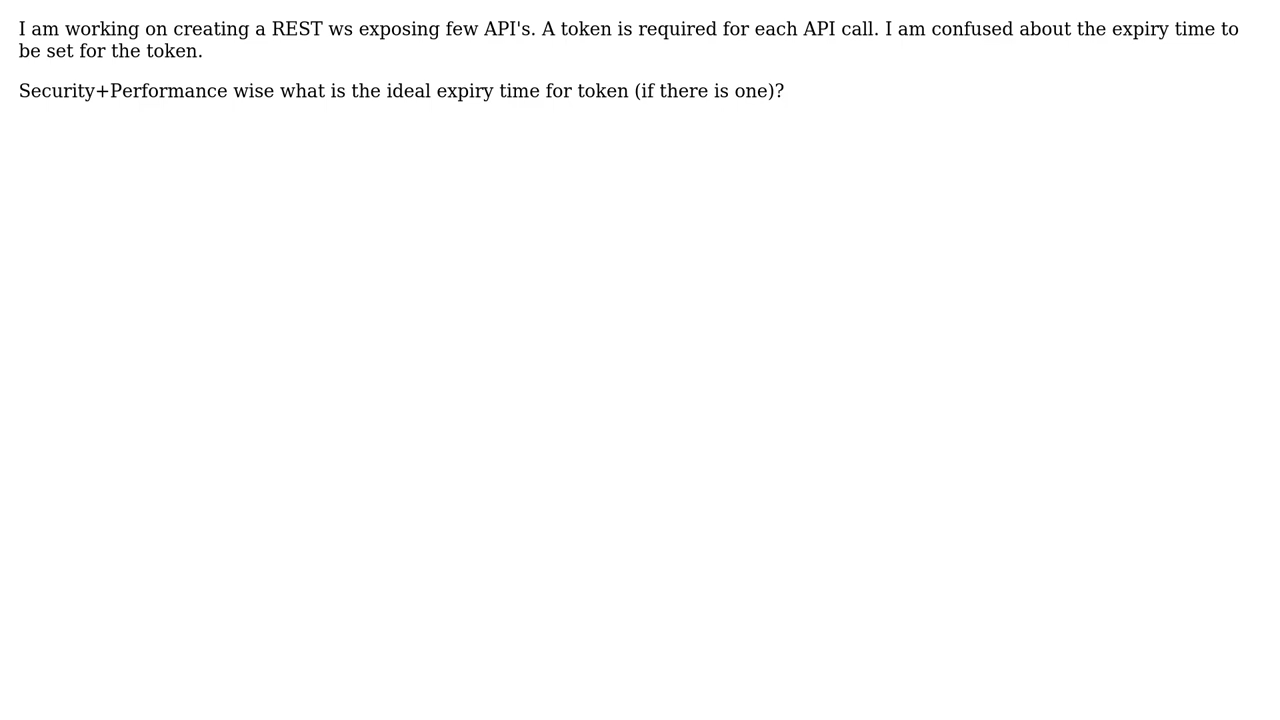 I am working on creating a REST ws exposing few API's. A token is required for each API call. I am confused about the expiry time to
be set for the token.
Security+Performance wise what is the ideal expiry time for token (if there is one)?